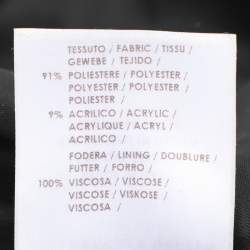 TESSUTO / FABRIC / TISSU /
GEWEBE / TEJIDO /
91% POLIESTERE / POLYESTER /
POLYESTER / POLYESTER /
POLIESTER /
9% ACRILICO / ACRYLIC /
ACRYLIQUE / ACRYL /
ACRILICO /
FODERA / LINING / DOUBLURE /
FUTTER / FORRO /
100% VISCOSA / VISCOSE /
VISCOSE / VISKOSE /
VISCOSA /